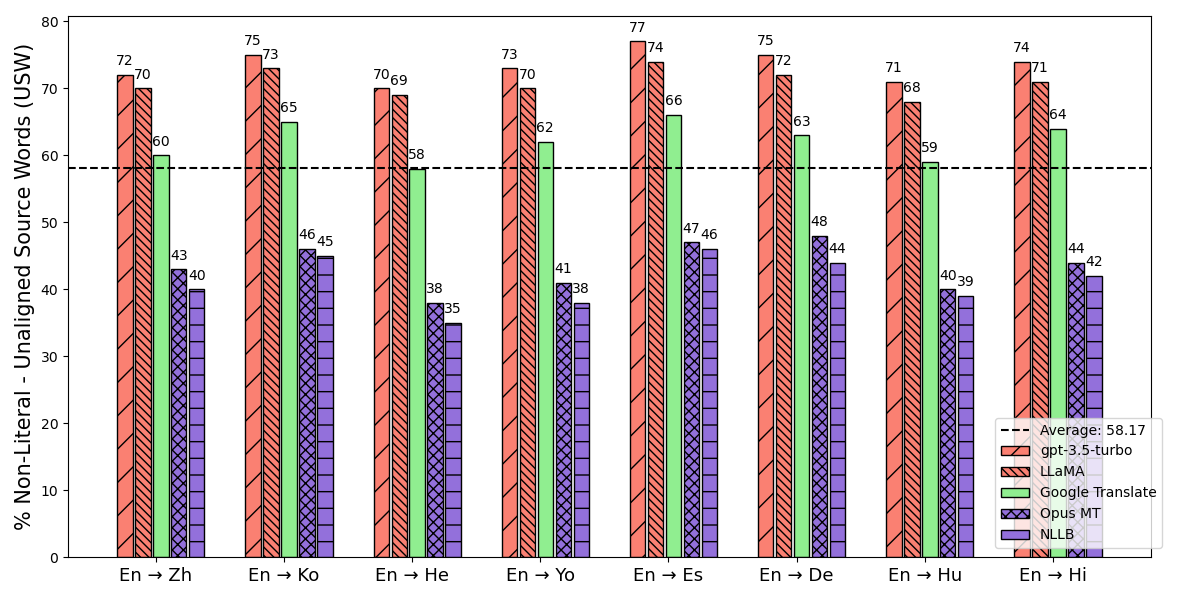 % Non-Literal - Unaligned Source Words (USW)
80
70
60
50
40
30
20
10
0
72 70 60 43 40
75 73 65 46 45
70 69 58 38 35
73 70 62 41 38
77 74 66 47 46
75 72 63 48 44
71 68 59 40 39
74 71 64 44 42
Average: 58.17
gpt-3.5-turbo
LLaMA
Google Translate
Opus MT
NLLB
En → Zh En → Ko En → He En → Yo En → Es En → De En → Hu En → Hi